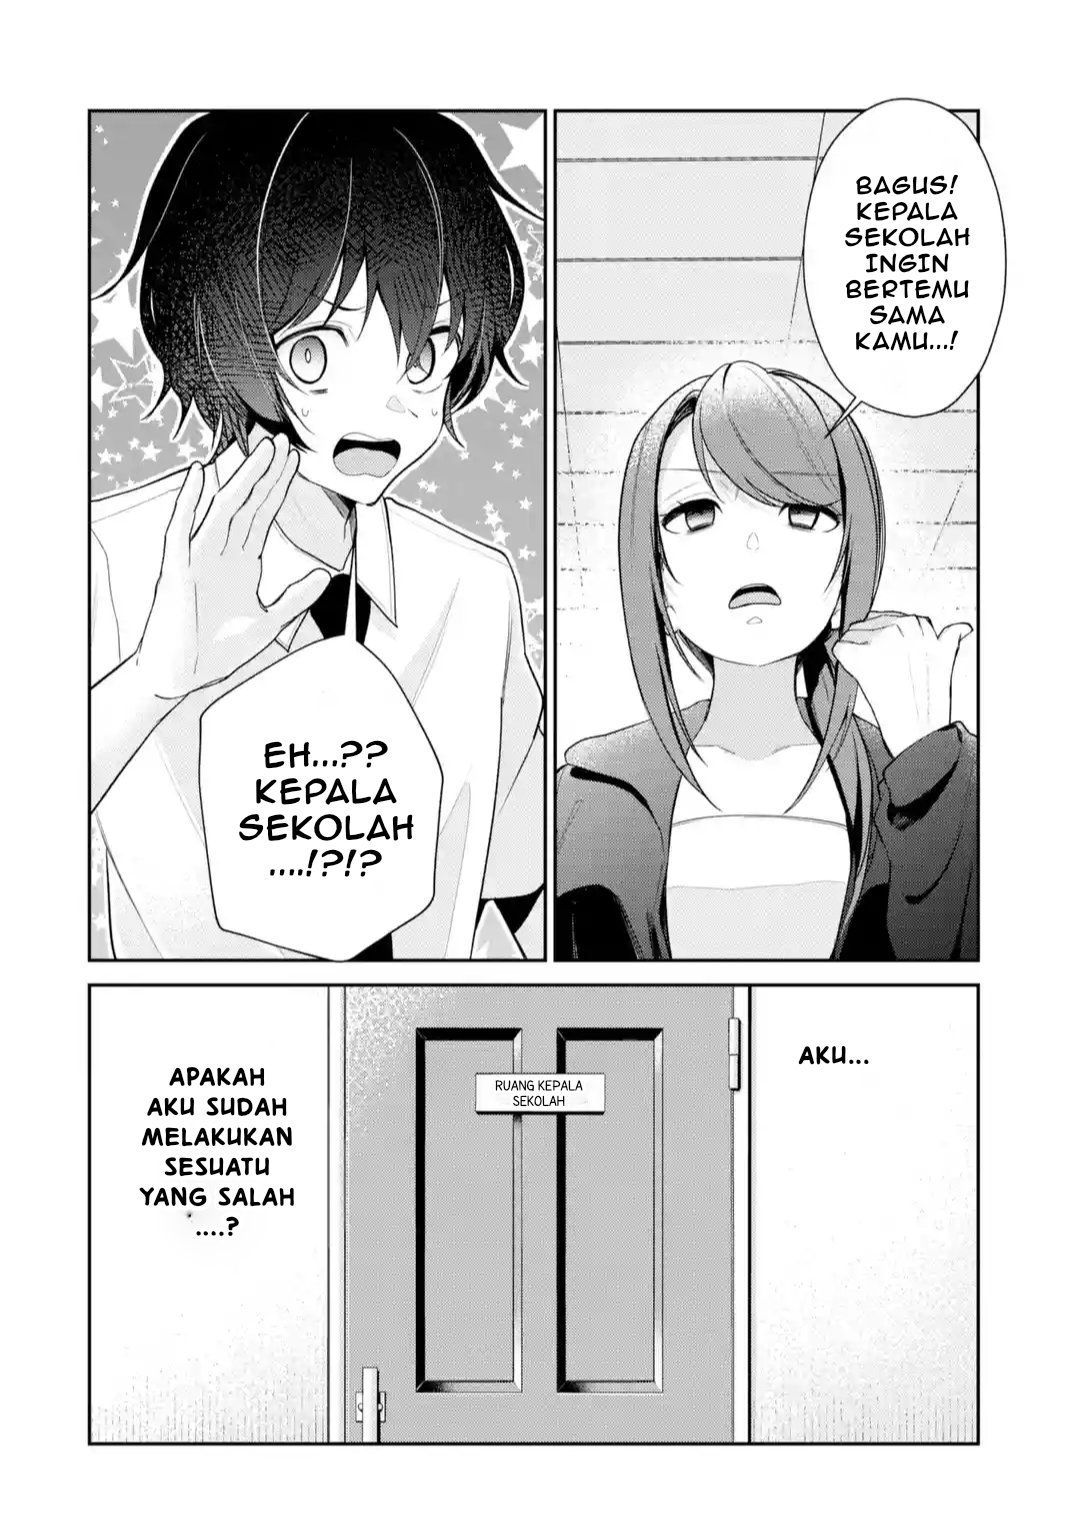 BAGUS!
KEPALA
SEKOLAH
INGIN
BERTEMU
SAMA
KAMU...!
EH...??
KEPALA
SEKOLAH
....!?!?
AKU...
RUANG KEPALA
SEKOLAH
APAKAH
AKU SUDAH
MELAKUKAN
SESUATU
YANG SALAH
....?